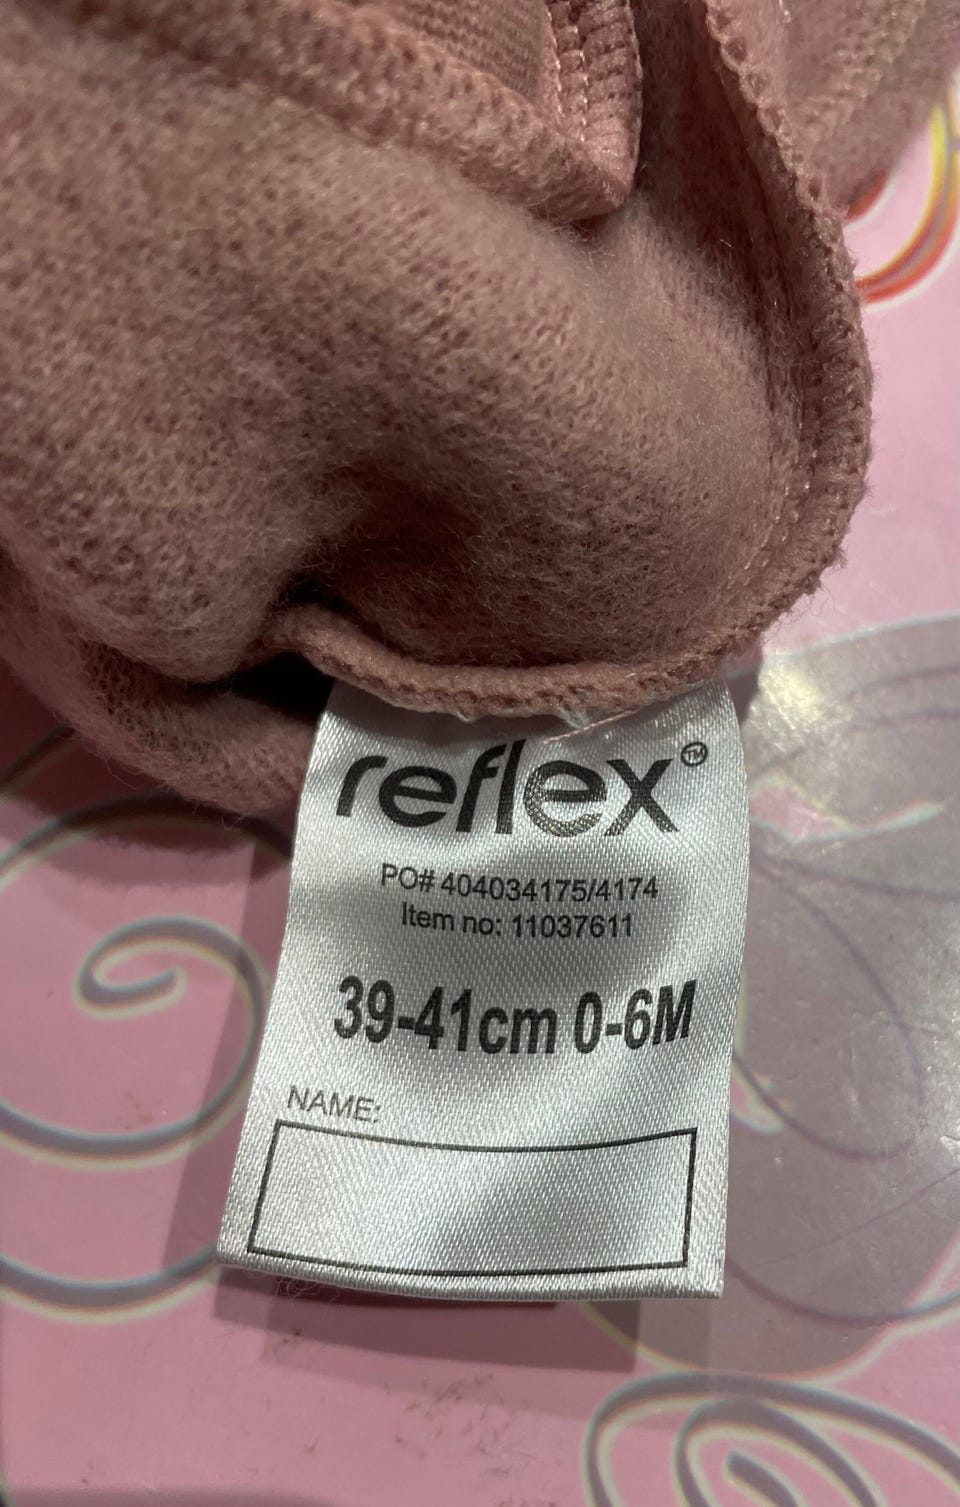 reflex™
PO# 404034175/4174
Item no: 11037611
39-41cm 0-6M
NAME: